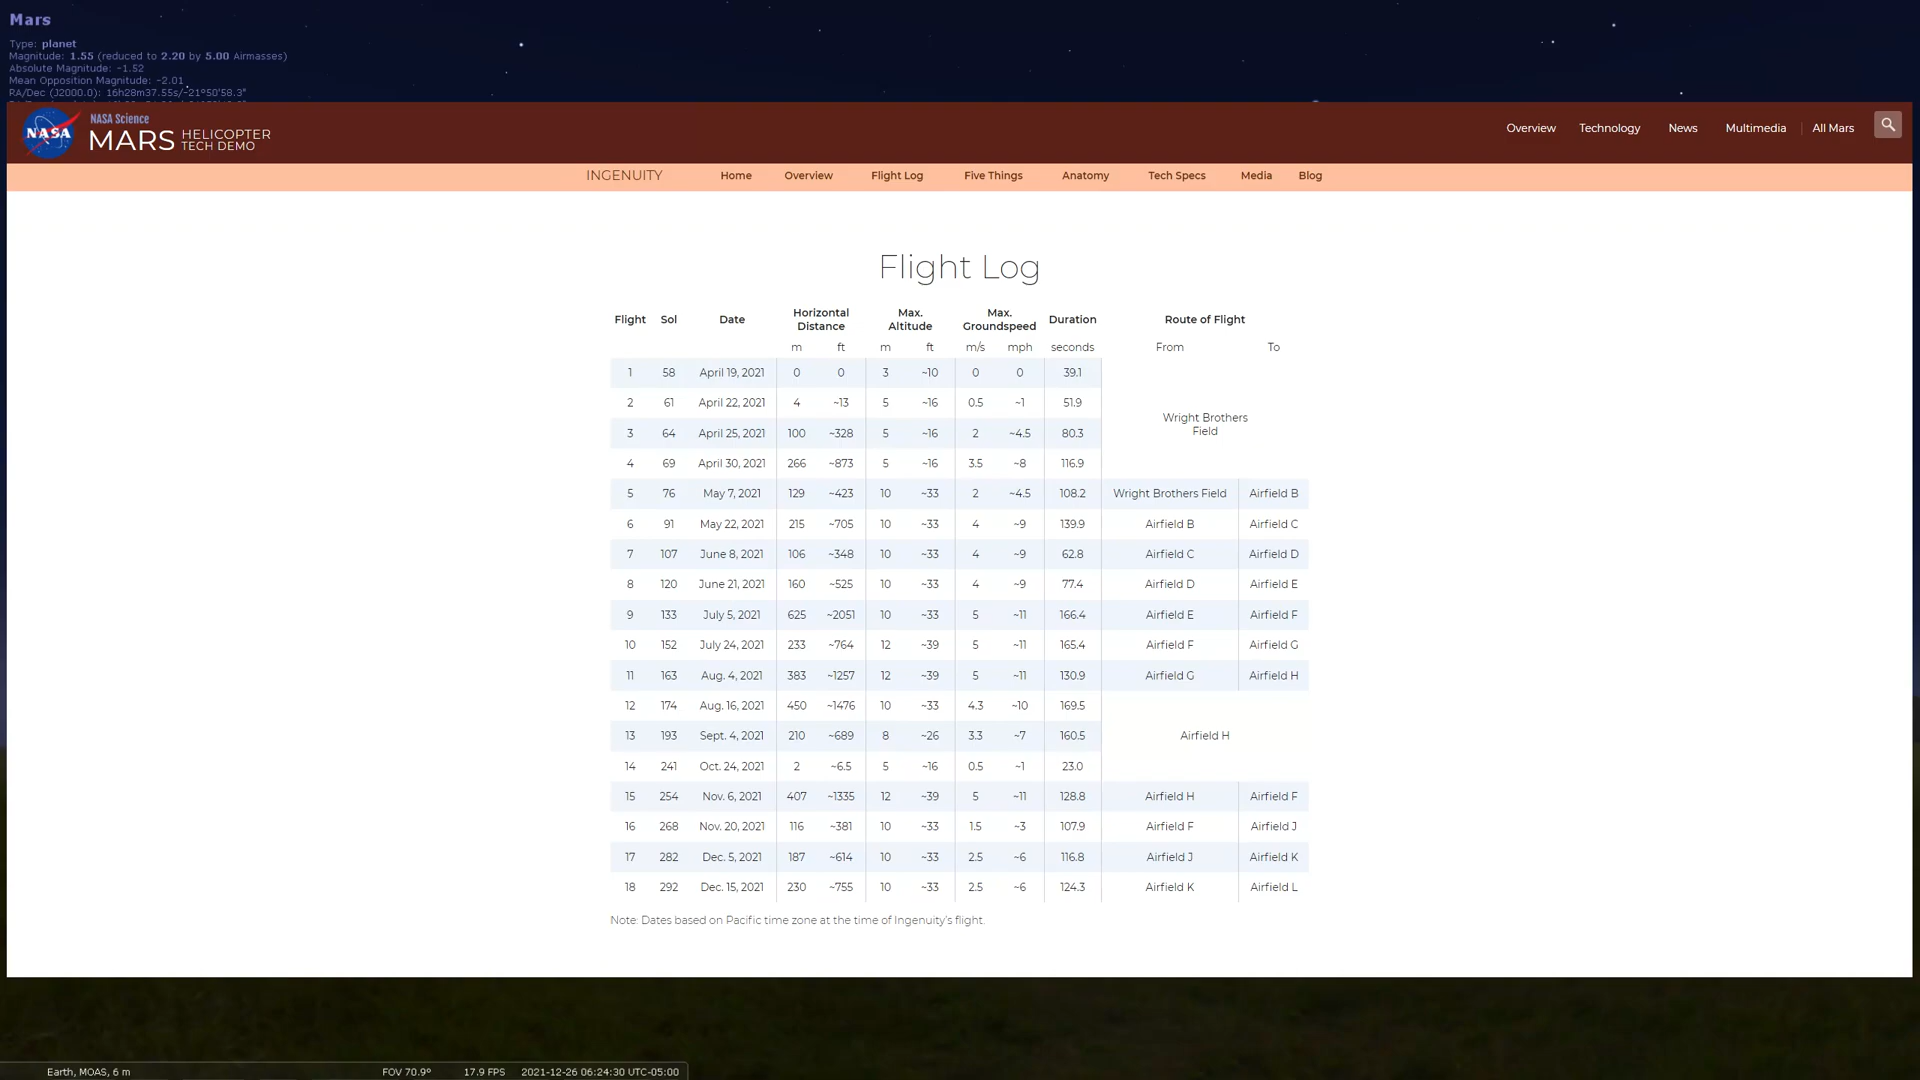 Mars
Type: planet
Magnitude: 1.55 (reduced to 2.20 by 5.00 Airmasses)
Absolute Magnitude: -1.52
Mean Opposition Magnitude: -2.01
RA/Dec (J2000.0): 16h28m37.55s/-21°50'58.3"
NASA
NASA Science
MARS HELICOPTER TECH DEMO
Overview Technology News Multimedia All Mars
INGENUITY Home Overview Flight Log Five Things Anatomy Tech Specs Media Blog
Flight Log
Flight Sol Date Horizontal Distance Max. Altitude Max. Groundspeed Duration Route of Flight
m ft m ft m/s mph seconds From To
1 58 April 19, 2021 0 0 3 ~10 0 0 39.1
2 61 April 22, 2021 4 ~13 5 ~16 0.5 ~1 51.9
Wright Brothers
Field
3 64 April 25, 2021 100 ~328 5 ~16 2 ~4.5 80.3
4 69 April 30, 2021 266 ~873 5 ~16 3.5 ~8 116.9
5 76 May 7, 2021 129 ~423 10 ~33 2 ~4.5 108.2 Wright Brothers Field Airfield B
6 91 May 22, 2021 215 ~705 10 ~33 4 ~9 139.9 Airfield B Airfield C
7 107 June 8, 2021 106 ~348 10 ~33 4 ~9 62.8 Airfield C Airfield D
8 120 June 21, 2021 160 ~525 10 ~33 4 ~9 77.4 Airfield D Airfield E
9 133 July 5, 2021 625 ~2051 10 ~33 5 ~11 166.4 Airfield E Airfield F
10 152 July 24, 2021 233 ~764 12 ~39 5 ~11 165.4 Airfield F Airfield G
11 163 Aug. 4, 2021 383 ~1257 12 ~39 5 ~11 130.9 Airfield G Airfield H
12 174 Aug. 16, 2021 450 ~1476 10 ~33 4.3 ~10 169.5
13 193 Sept. 4, 2021 210 ~689 8 ~26 3.3 ~7 160.5 Airfield H
14 241 Oct. 24, 2021 2 ~6.5 5 ~16 0.5 ~1 23.0
15 254 Nov. 6, 2021 407 ~1335 12 ~39 5 ~11 128.8 Airfield H Airfield F
16 268 Nov. 20, 2021 116 ~381 10 ~33 1.5 ~3 107.9 Airfield F Airfield J
17 282 Dec. 5, 2021 187 ~614 10 ~33 2.5 ~6 116.8 Airfield J Airfield K
18 292 Dec. 15, 2021 230 ~755 10 ~33 2.5 ~6 124.3 Airfield K Airfield L
Note: Dates based on Pacific time zone at the time of Ingenuity's flight.
Earth, MOAS, 6 m FOV 70.9° 17.9 FPS 2021-12-26 06:24:30 UTC-05:00